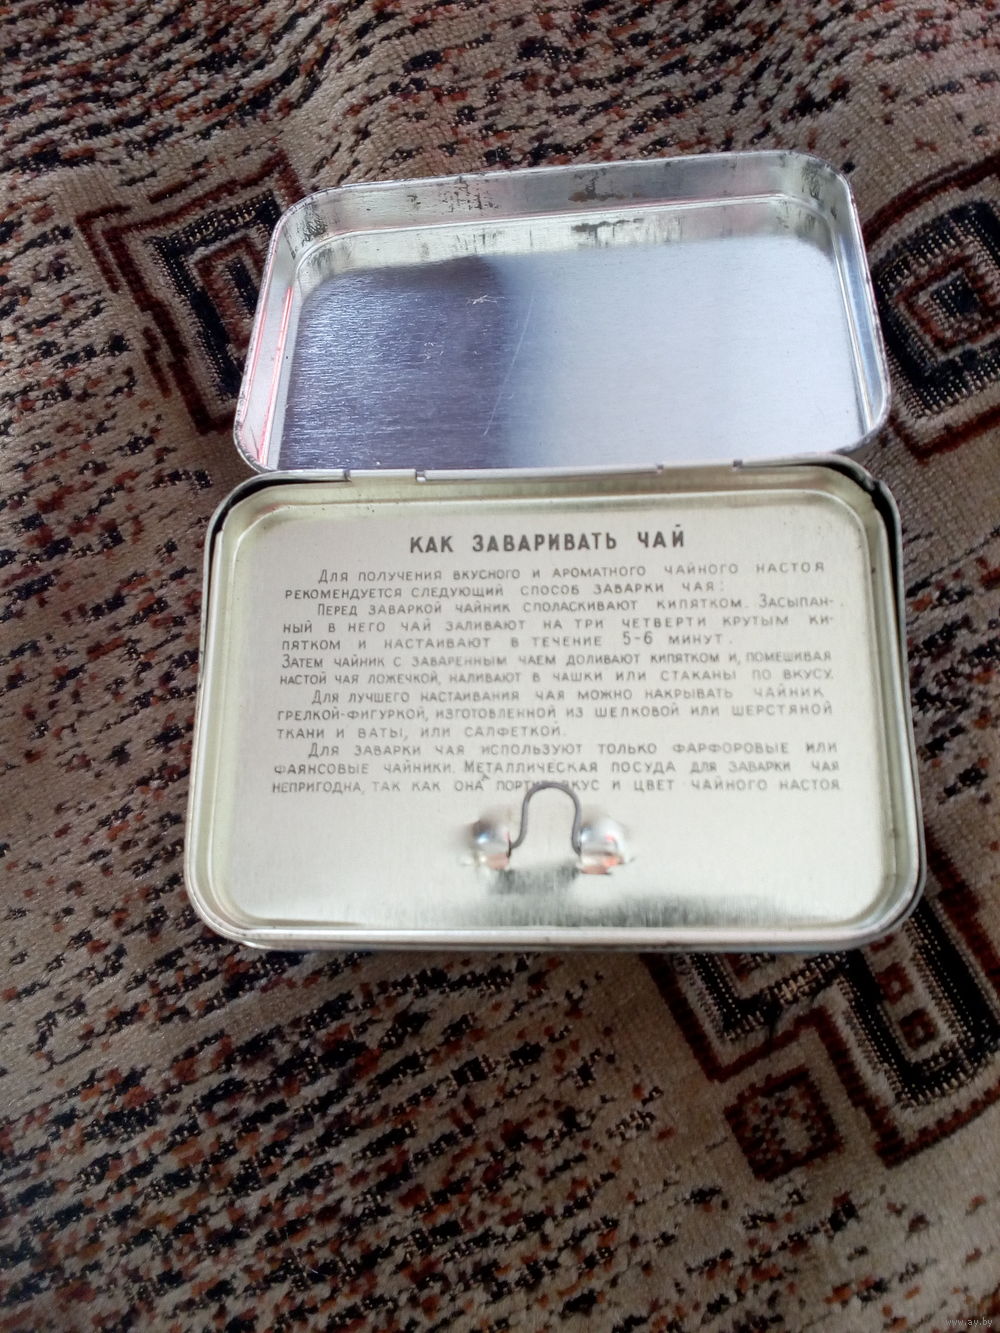 КАК ЗАВАРИВАТЬ ЧАЙ
Для получения вкусного и ароматного чайного настоя
рекомендуется следующий способ заварки чая:
Перед заваркой чайник споласкивают кипятком. Засыпан-
ный в него чай заливают на три четверти крутым ки-
пятком и настаивают в течение 5-6 минут.
Затем чайник с заваренным чаем доливают кипятком и, помешивая
настой чая ложечкой, наливают в чашки или стаканы по вкусу.
Для лучшего настаивания чая можно накрывать чайник
грелкой-фигуркой, изготовленной из шелковой или шерстяной
ткани и ваты, или салфеткой.
Для заварки чая используют только фарфоровые или
фаянсовые чайники. Металлическая посуда для заварки чая
непригодна, так как она портит вкус и цвет чайного настоя.
www.ay.by